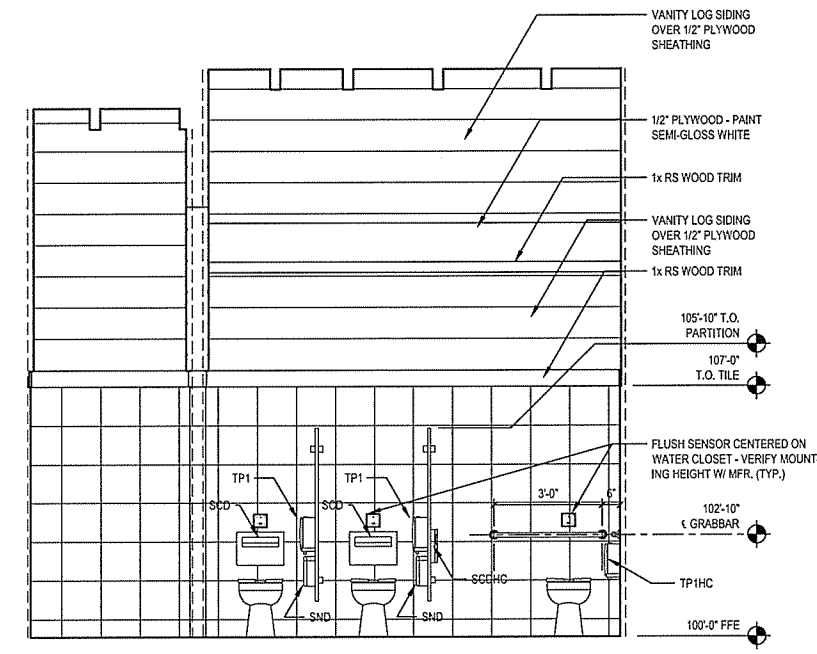 VANITY LOG SIDING
OVER 1/2" PLYWOOD
SHEATHING
1/2" PLYWOOD - PAINT
SEMI-GLOSS WHITE
1x RS WOOD TRIM
VANITY LOG SIDING
OVER 1/2" PLYWOOD
SHEATHING
1x RS WOOD TRIM
105'-10" T.O.
PARTITION
107'-0"
T.O. TILE
FLUSH SENSOR CENTERED ON
WATER CLOSET - VERIFY MOUNT-
ING HEIGHT W/ MFR. (TYP.)
TP1
TP1
3'-0"
6"
SCD
SCD
102'-10"
℄ GRABBAR
SCDHC
TP1HC
SND
SND
100'-0" FFE